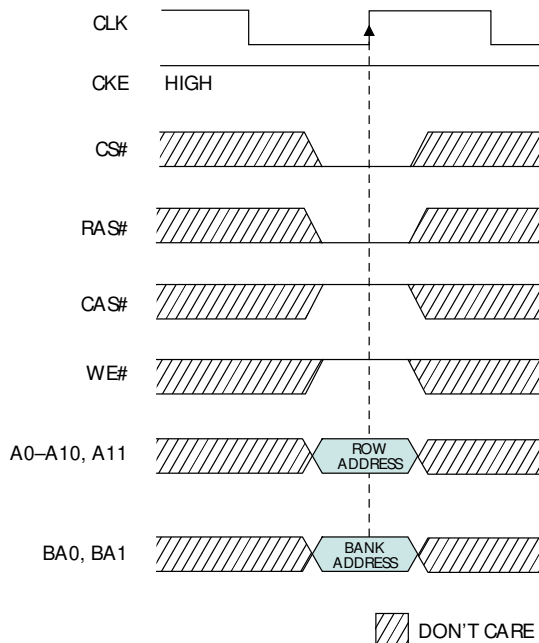 CLK
CKE HIGH
CS#
RAS#
CAS#
WE#
A0–A10, A11
ROW
ADDRESS
BA0, BA1
BANK
ADDRESS
DON'T CARE